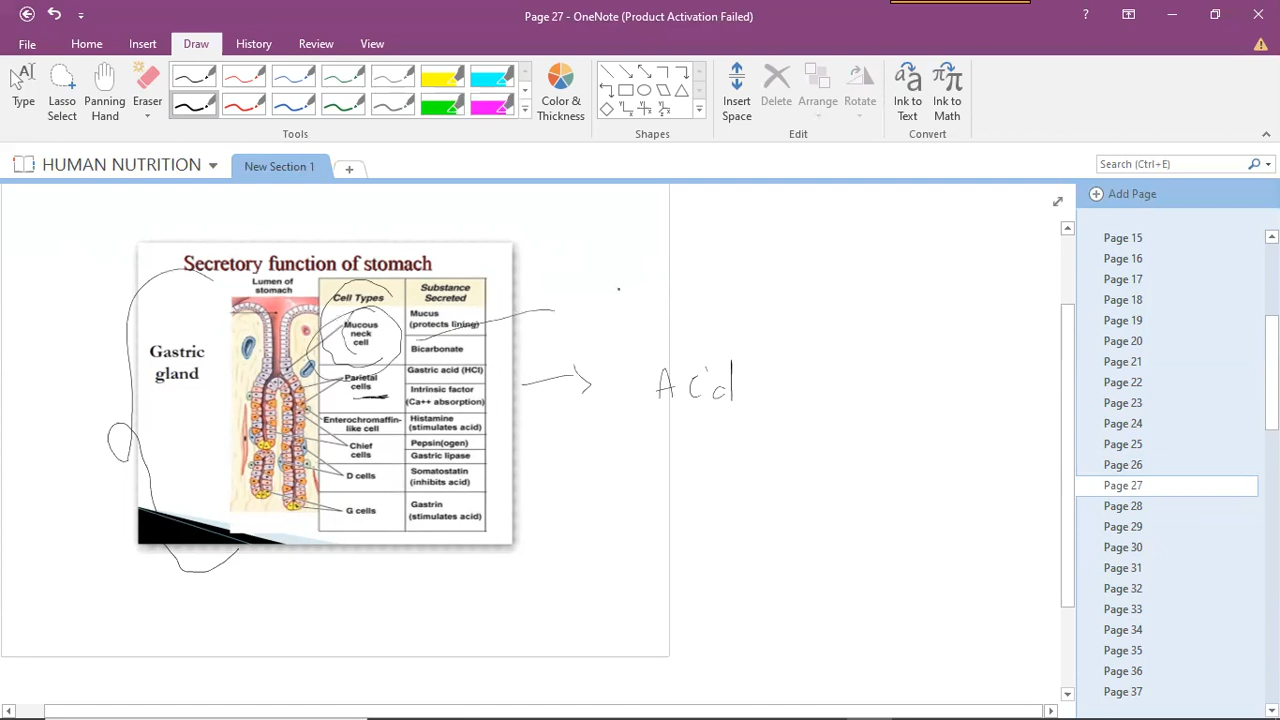 Page 27 - OneNote (Product Activation Failed)
?
File Home Insert Draw History Review View
Type
Lasso Select
Panning Hand
Eraser
Color & Thickness
Insert Space
Delete
Arrange
Rotate
Ink to Text
Ink to Math
Tools
Shapes
Edit
Convert
HUMAN NUTRITION
New Section 1
Search (Ctrl+E)
Add Page
Page 15
Page 16
Page 17
Page 18
Page 19
Page 20
Page 21
Page 22
Page 23
Page 24
Page 25
Page 26
Page 27
Page 28
Page 29
Page 30
Page 31
Page 32
Page 33
Page 34
Page 35
Page 36
Page 37
Secretory function of stomach
Lumen of
stomach
Gastric
gland
Cell Types
Substance
Secreted
Mucous
neck
cell
Mucus
(protects lining)
Bicarbonate
Parietal
cells
Gastric acid (HCl)
Intrinsic factor
(Ca++ absorption)
Enterochromaffin-
like cell
Histamine
(stimulates acid)
Chief
cells
Pepsin(ogen)
Gastric lipase
D cells
Somatostatin
(inhibits acid)
G cells
Gastrin
(stimulates acid)
Acid